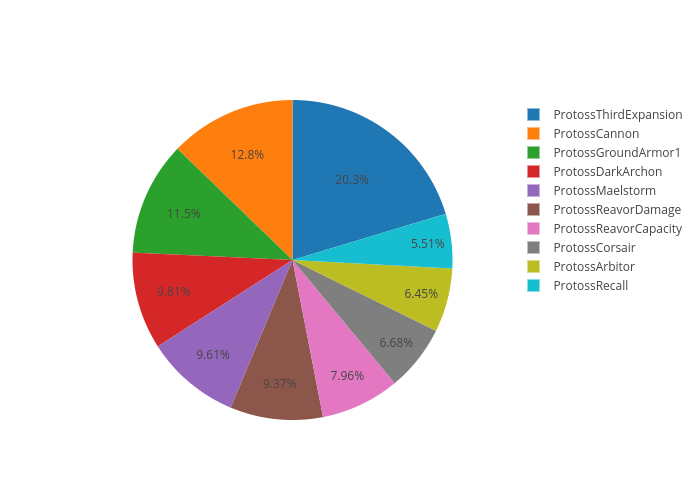 12.8%
20.3%
11.5%
5.51%
9.81%
6.45%
9.61%
6.68%
9.37%
7.96%
ProtossThirdExpansion
ProtossCannon
ProtossGroundArmor1
ProtossDarkArchon
ProtossMaelstorm
ProtossReavorDamage
ProtossReavorCapacity
ProtossCorsair
ProtossArbitor
ProtossRecall